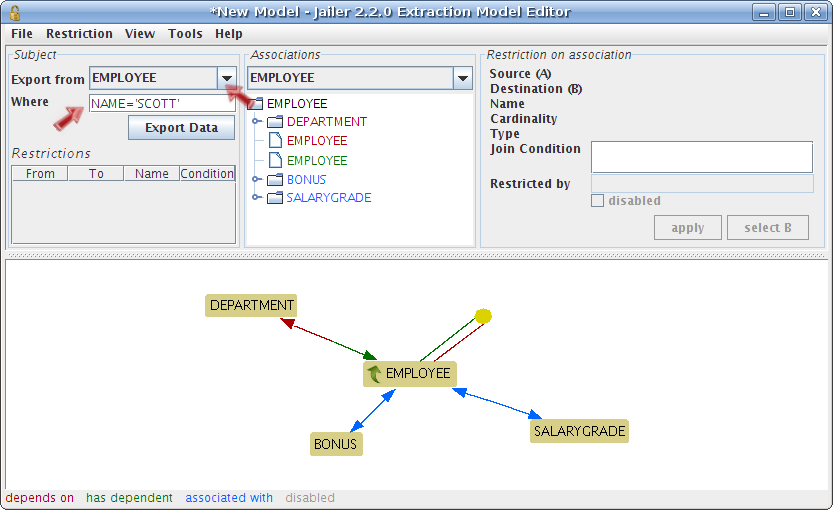 *New Model - Jailer 2.2.0 Extraction Model Editor
File Restriction View Tools Help
Subject
Export from EMPLOYEE
Where NAME='SCOTT'
Export Data
Restrictions
From To Name Condition
Associations
EMPLOYEE
EMPLOYEE
DEPARTMENT
EMPLOYEE
EMPLOYEE
BONUS
SALARYGRADE
Restriction on association
Source (A)
Destination (B)
Name
Cardinality
Type
Join Condition
Restricted by
disabled
apply select B
DEPARTMENT
EMPLOYEE
SALARYGRADE
BONUS
depends on has dependent associated with disabled